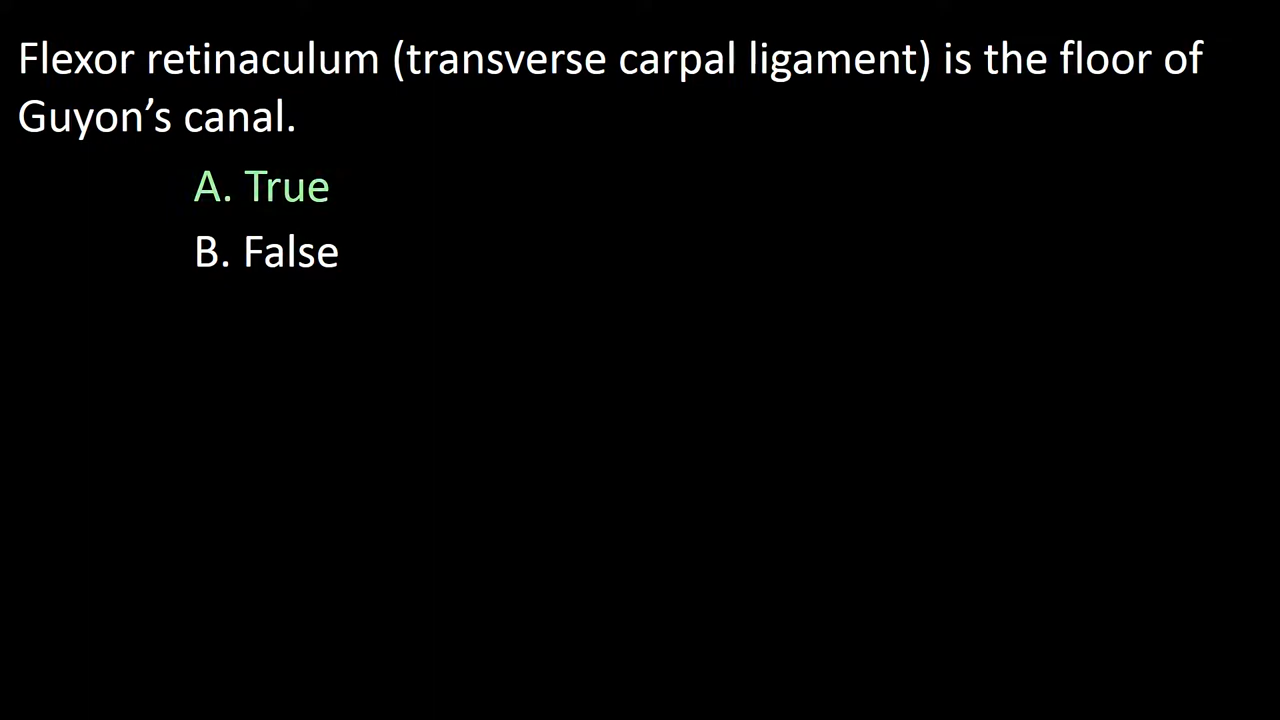 Flexor retinaculum (transverse carpal ligament) is the floor of
Guyon’s canal.
A. True
B. False